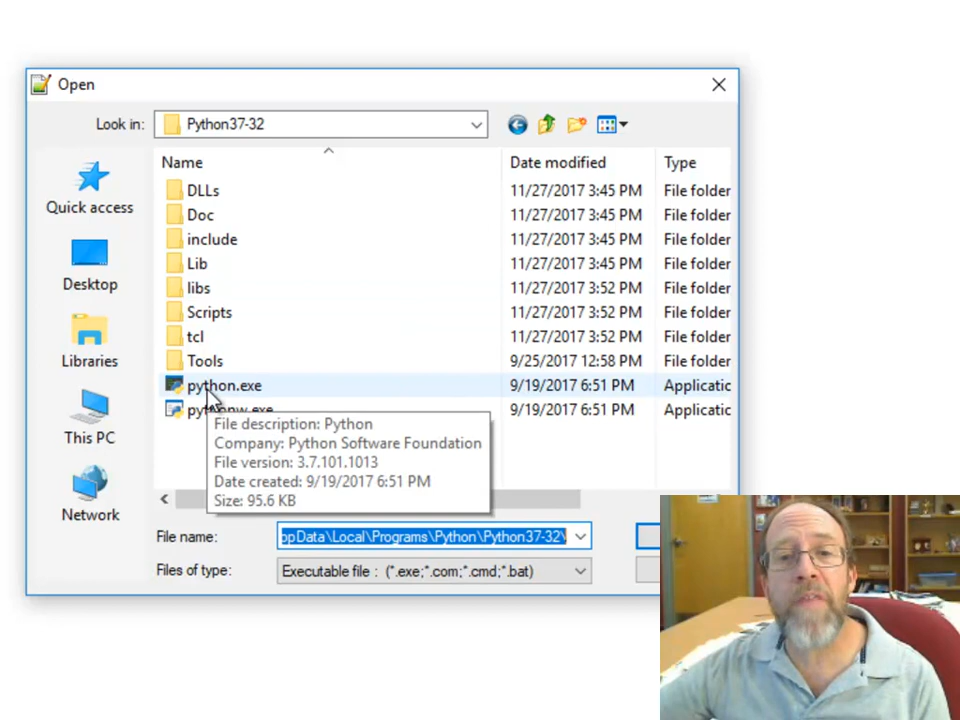 Open
Look in: Python37-32
Name Date modified Type
DLLs 11/27/2017 3:45 PM File folder
Doc 11/27/2017 3:45 PM File folder
include 11/27/2017 3:45 PM File folder
Lib 11/27/2017 3:45 PM File folder
libs 11/27/2017 3:52 PM File folder
Scripts 11/27/2017 3:52 PM File folder
tcl 11/27/2017 3:52 PM File folder
Tools 9/25/2017 12:58 PM File folder
python.exe 9/19/2017 6:51 PM Applicatic
pythonw.exe 9/19/2017 6:51 PM Applicatic
File description: Python
Company: Python Software Foundation
File version: 3.7.101.1013
Date created: 9/19/2017 6:51 PM
Size: 95.6 KB
Quick access
Desktop
Libraries
This PC
Network
File name: ppData\Local\Programs\Python\Python37-32\
Files of type: Executable file : (*.exe;*.com;*.cmd;*.bat)